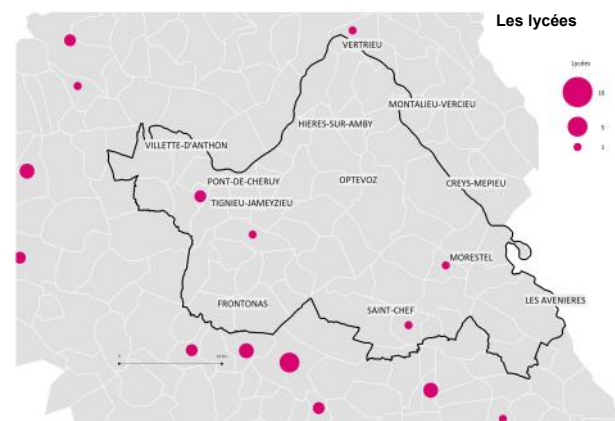 Les lycées
Lycées
10
5
1
VERTRIEU
MONTALIEU-VERCIEU
HIERES-SUR-AMBY
VILLETTE-D'ANTHON
PONT-DE-CHERUY
OPTEVOZ
CREYS-MEPIEU
TIGNIEU-JAMEYZIEU
MORESTEL
FRONTONAS
SAINT-CHEF
LES AVENIERES
0